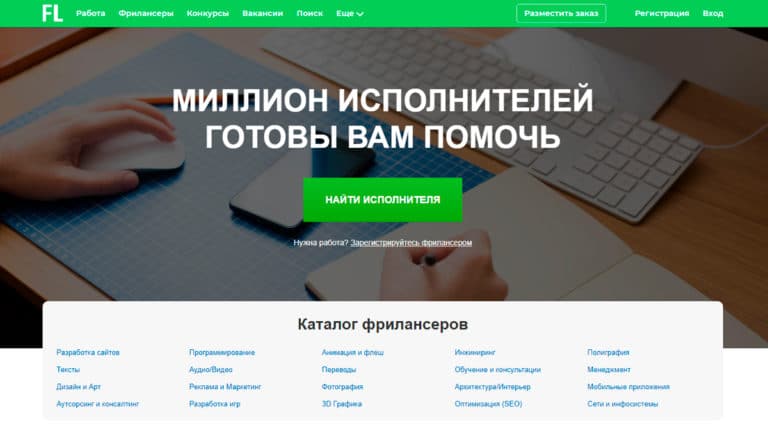 FL Работа Фрилансеры Конкурсы Вакансии Поиск Еще Разместить заказ Регистрация Вход
МИЛЛИОН ИСПОЛНИТЕЛЕЙ
ГОТОВЫ ВАМ ПОМОЧЬ
НАЙТИ ИСПОЛНИТЕЛЯ
Нужна работа? Зарегистрируйтесь фрилансером
Каталог фрилансеров
Разработка сайтов Программирование Анимация и флеш Инжиниринг Полиграфия
Тексты Аудио/Видео Переводы Обучение и консультации Менеджмент
Дизайн и Арт Реклама и Маркетинг Фотография Архитектура/Интерьер Мобильные приложения
Аутсорсинг и консалтинг Разработка игр 3D Графика Оптимизация (SEO) Сети и инфосистемы